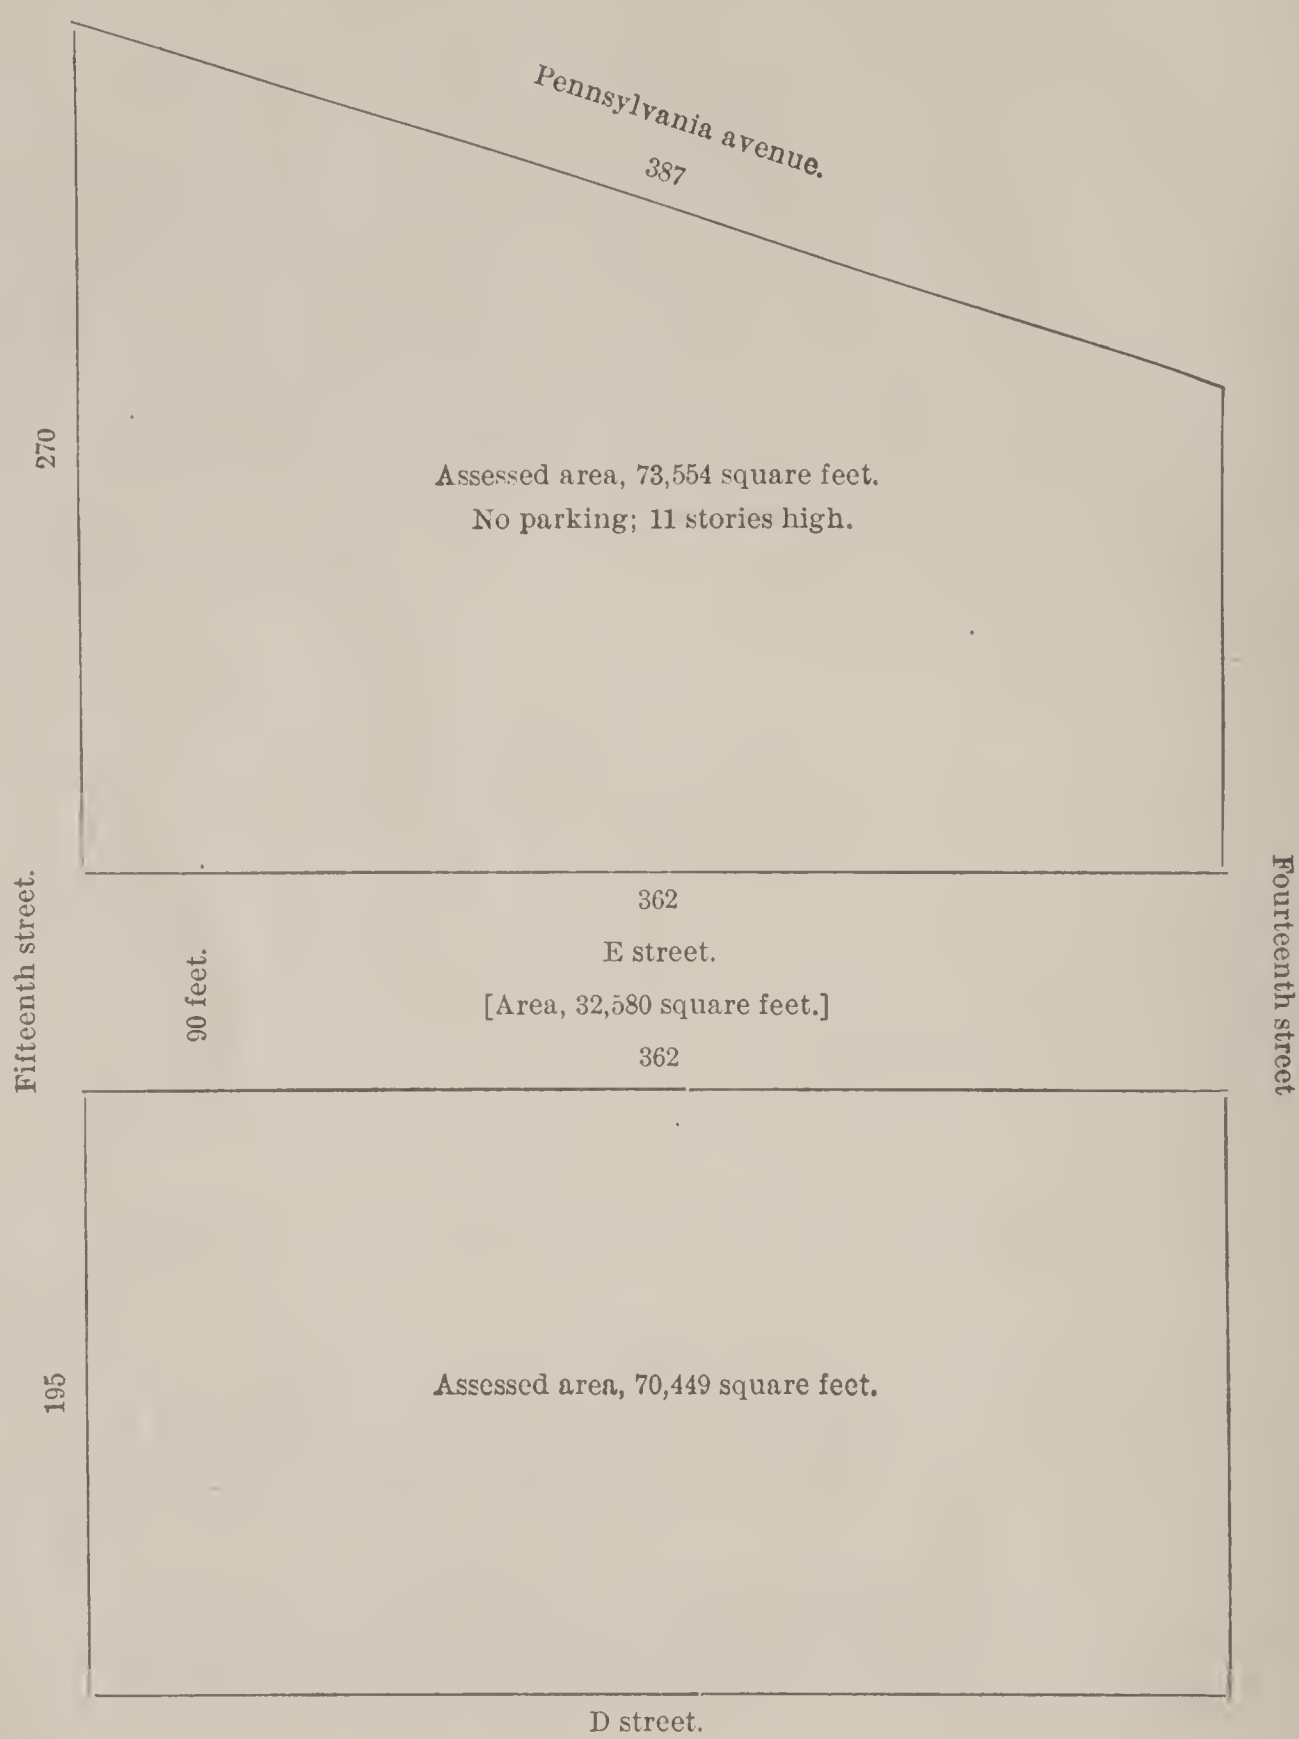 Pennsylvania avenue.
387
270
Assessed area, 73,554 square feet.
No parking; 11 stories high.
362
Fifteenth street.
90 feet.
E street.
[Area, 32,580 square feet.]
362
Fourteenth street
195
Assessed area, 70,449 square feet.
D street.